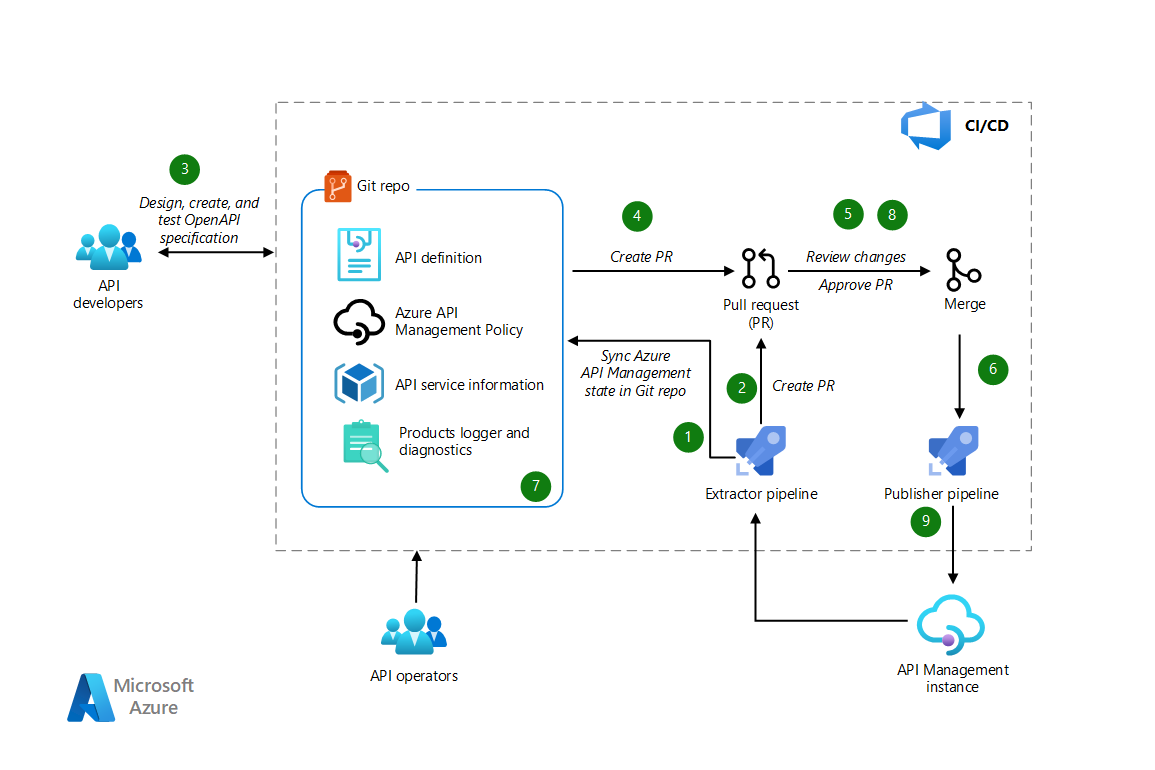 CI/CD
3
Design, create, and
test OpenAPI
specification
API
developers
Git repo
API definition
Azure API
Management Policy
API service information
Products logger and
diagnostics
7
4
Create PR
Pull request
(PR)
5
8
Review changes
Approve PR
Merge
Sync Azure
API Management
state in Git repo
2
Create PR
1
6
Extractor pipeline
Publisher pipeline
9
API operators
API Management
instance
Microsoft
Azure